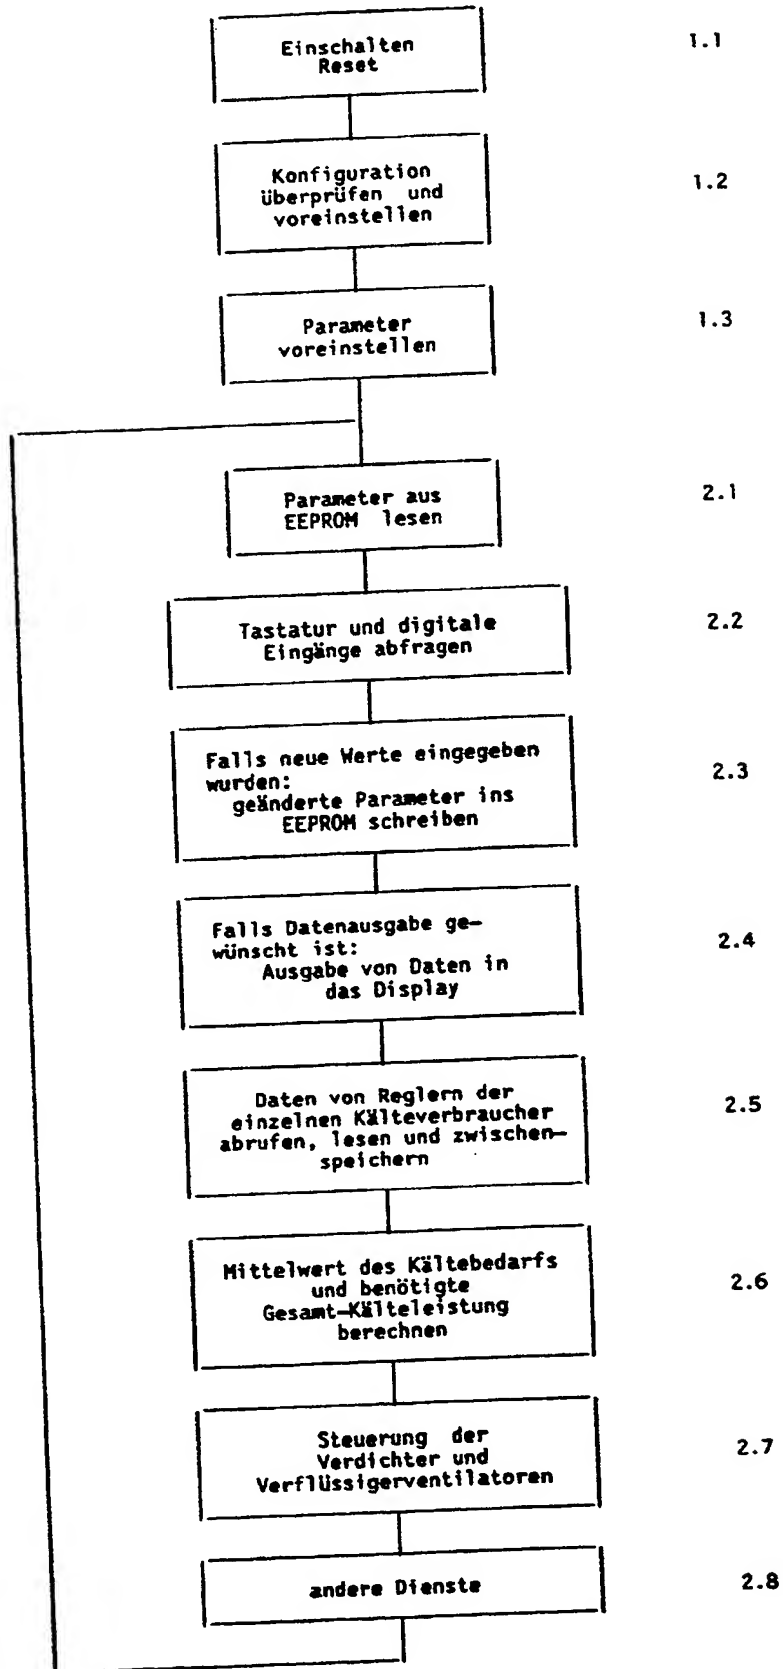 Einschalten
Reset
1.1
Konfiguration
überprüfen und
voreinstellen
1.2
Parameter
voreinstellen
1.3
Parameter aus
EEPROM lesen
2.1
Tastatur und digitale
Eingänge abfragen
2.2
Falls neue Werte eingegeben
wurden:
geänderte Parameter ins
EEPROM schreiben
2.3
Falls Datenausgabe ge-
wünscht ist:
Ausgabe von Daten in
das Display
2.4
Daten von Reglern der
einzelnen Kälteverbraucher
abrufen, lesen und zwischen-
speichern
2.5
Mittelwert des Kältebedarfs
und benötigte
Gesamt-Kälteleistung
berechnen
2.6
Steuerung der
Verdichter und
Verflüssigerventilatoren
2.7
andere Dienste
2.8